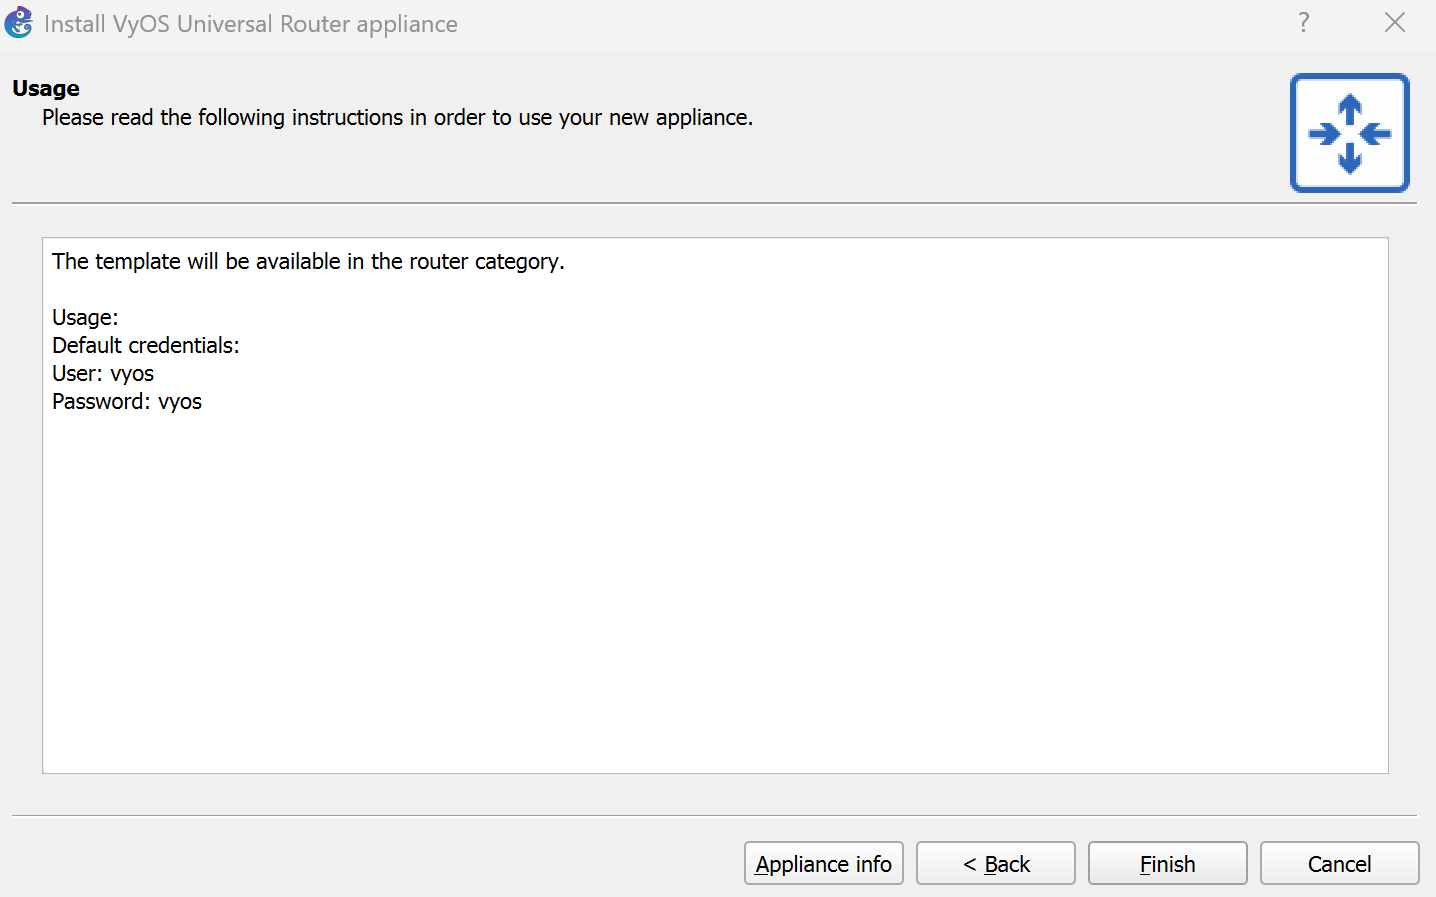 Install VyOS Universal Router appliance
?
Usage
Please read the following instructions in order to use your new appliance.
The template will be available in the router category.
Usage:
Default credentials:
User: vyos
Password: vyos
Appliance info
< Back
Finish
Cancel